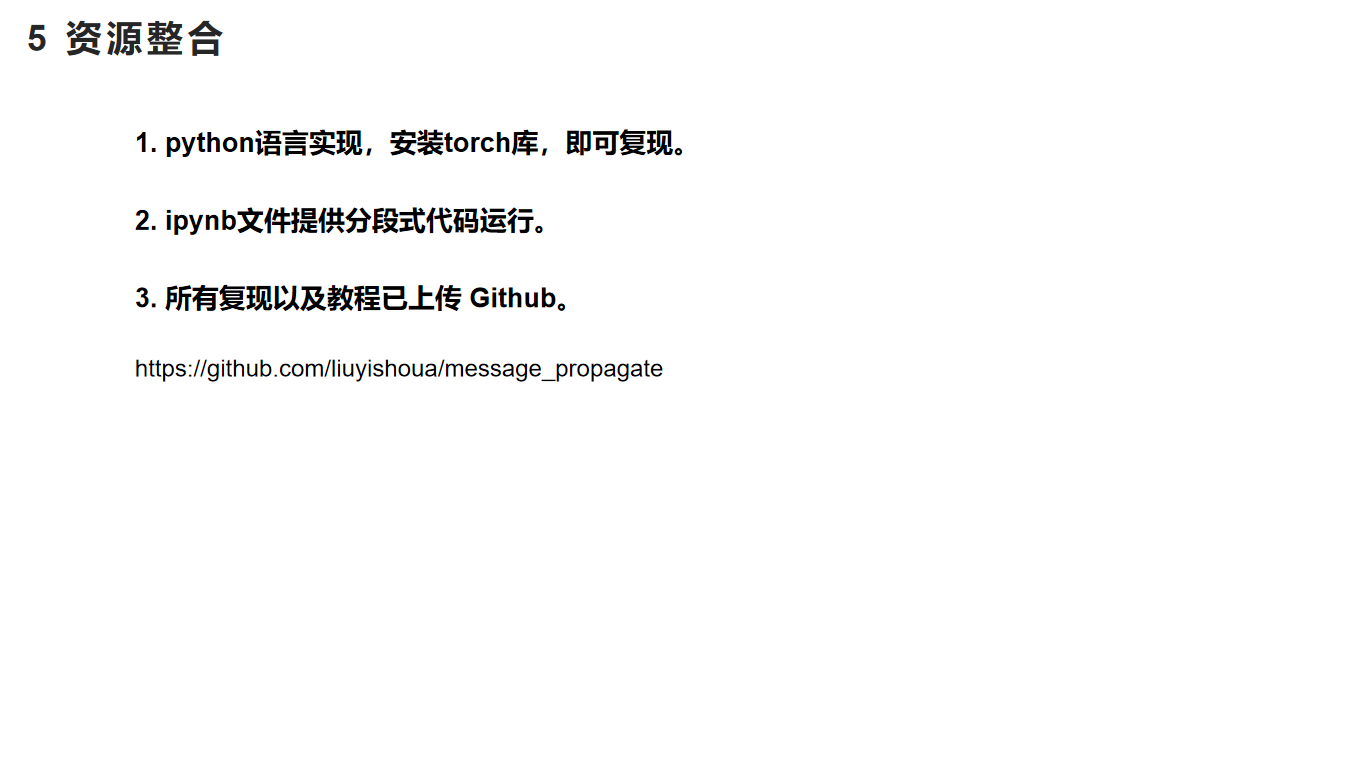 5 资源整合
1. python语言实现，安装torch库，即可复现。
2. ipynb文件提供分段式代码运行。
3. 所有复现以及教程已上传 Github。
https://github.com/liuyishoua/message_propagate